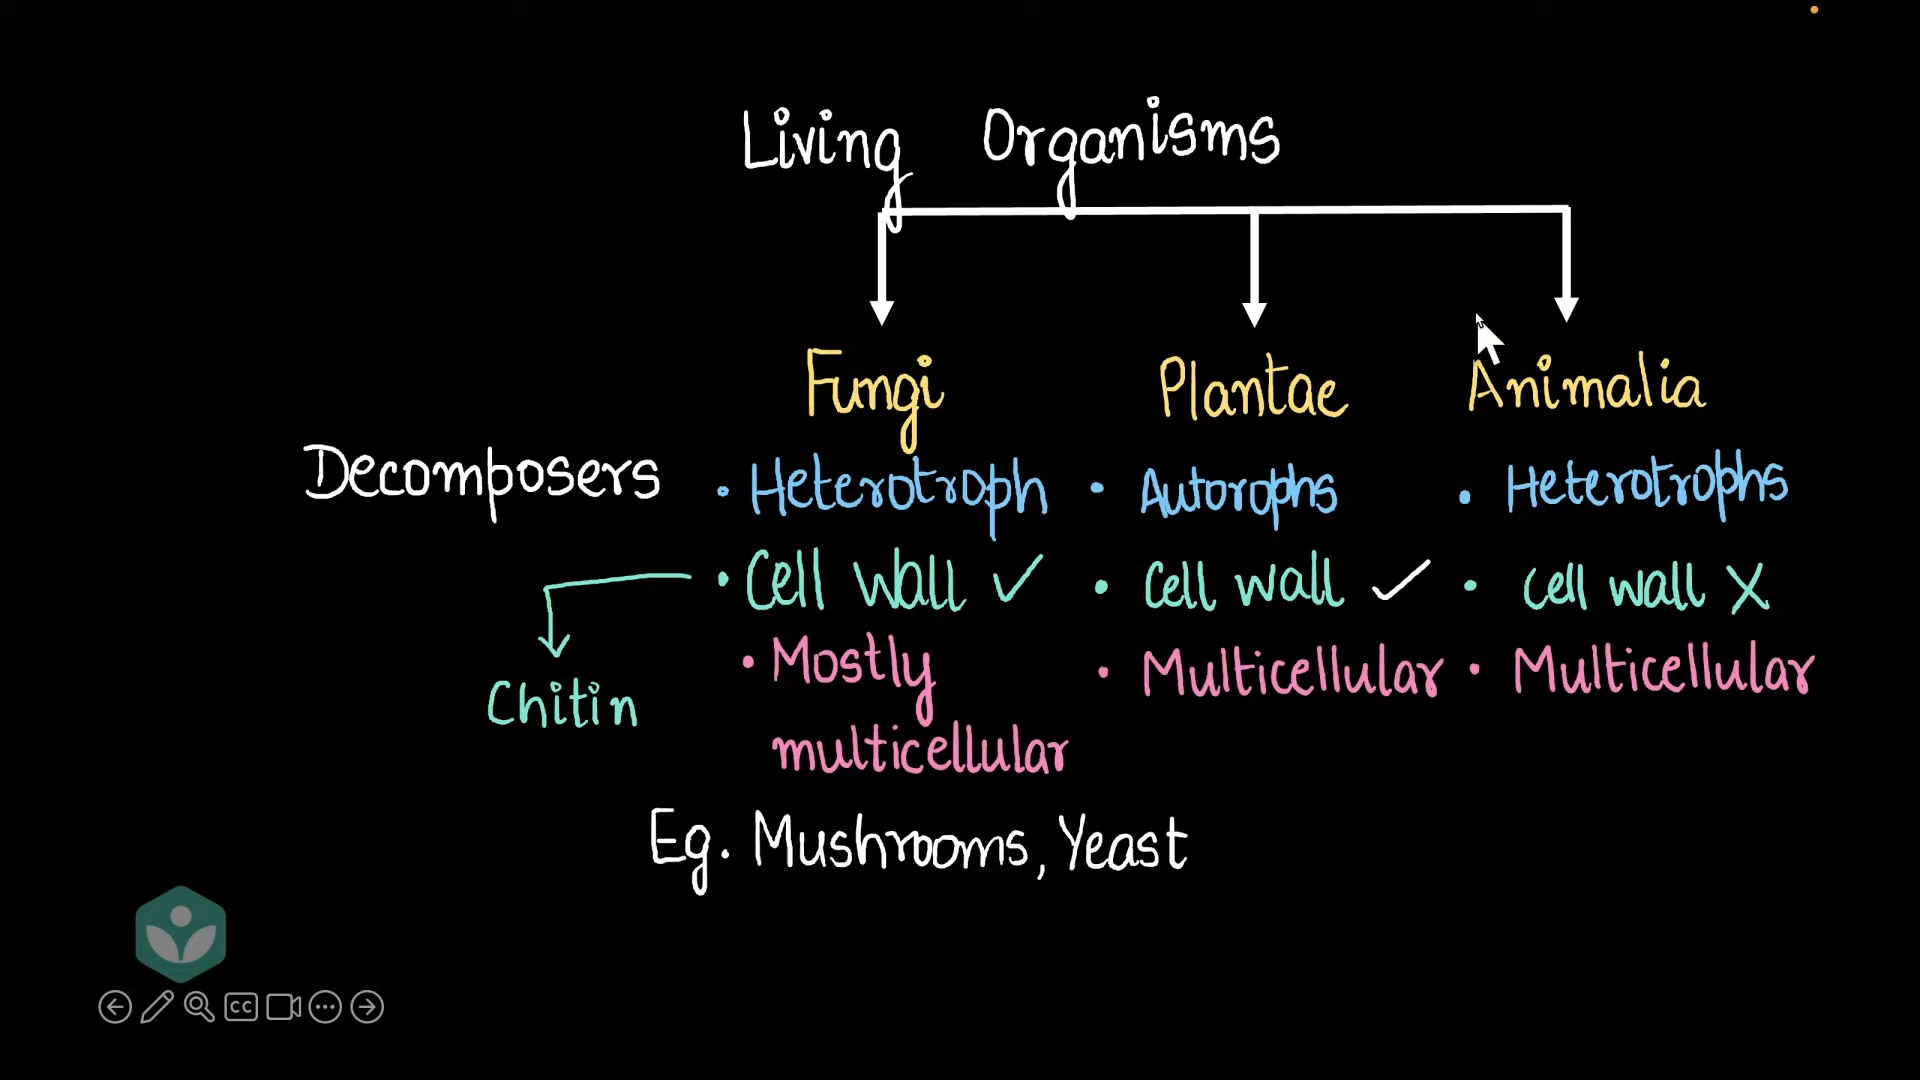 Living Organisms
Fungi Plantae Animalia
Decomposers • Heterotroph • Autorophs • Heterotrophs
• Cell wall ✓ • Cell wall ✓ • Cell wall X
Chitin
• Mostly multicellular • Multicellular • Multicellular
Eg. Mushrooms, Yeast
CC